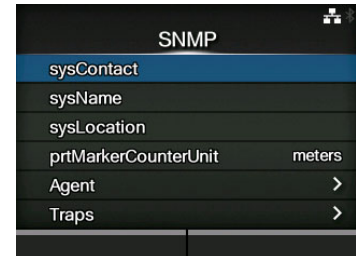 SNMP
sysContact
sysName
sysLocation
prtMarkerCounterUnit meters
Agent >
Traps >